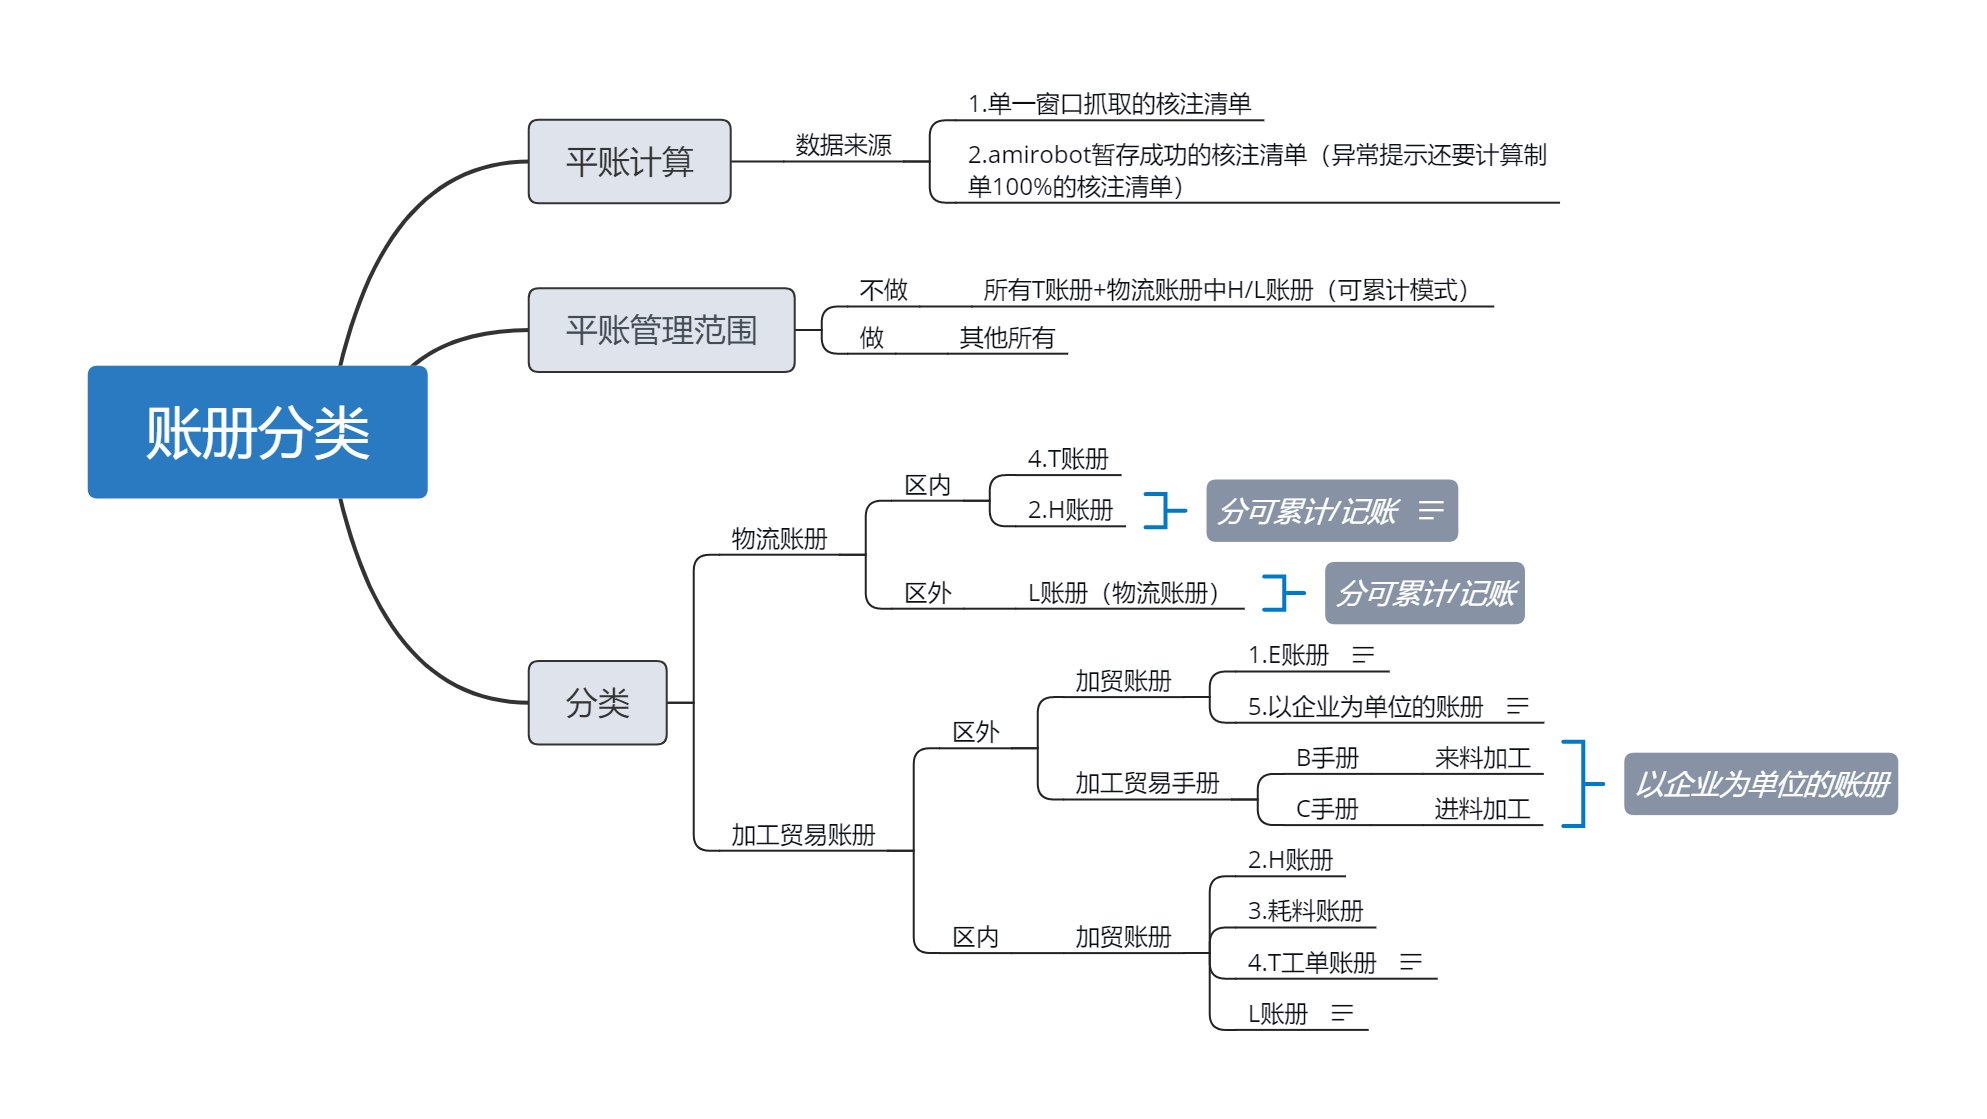 账册分类
平账计算
数据来源
1.单一窗口抓取的核注清单
2.amirobot暂存成功的核注清单（异常提示还要计算制
单100%的核注清单）
平账管理范围
不做
所有T账册+物流账册中H/L账册（可累计模式）
做
其他所有
分类
物流账册
区内
4.T账册
2.H账册
分可累计/记账
区外
L账册（物流账册）
分可累计/记账
加工贸易账册
区外
加贸账册
1.E账册
5.以企业为单位的账册
加工贸易手册
B手册
来料加工
C手册
进料加工
以企业为单位的账册
区内
加贸账册
2.H账册
3.耗料账册
4.T工单账册
L账册